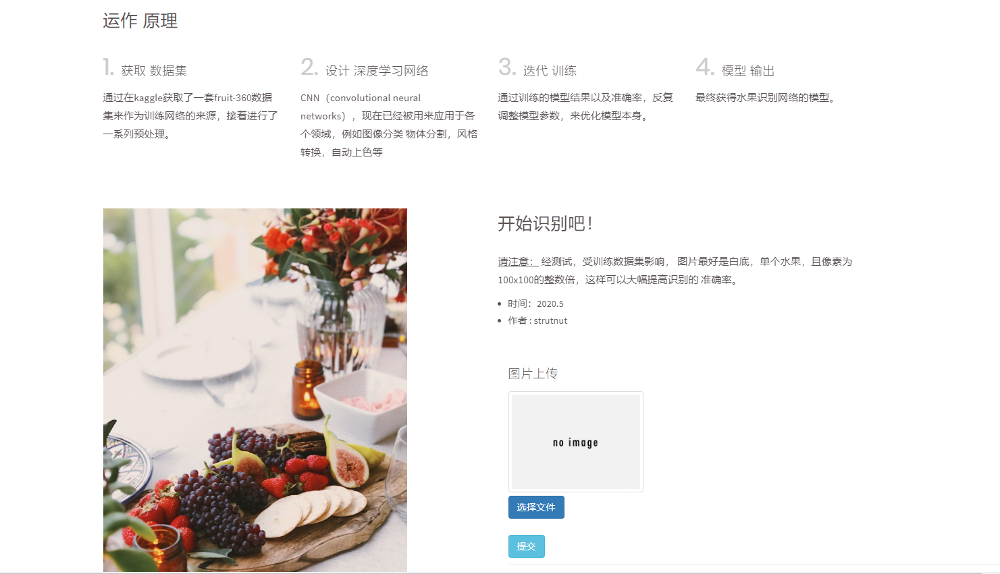 运作 原理
1. 获取 数据集
通过在kaggle获取了一套fruit-360数据
集来作为训练网络的来源，接着进行了
一系列预处理。
2. 设计 深度学习网络
CNN（convolutional neural
networks），现在已经被用来应用于各
个领域，例如图像分类 物体分割，风格
转换，自动上色等
3. 迭代 训练
通过训练的模型结果以及准确率，反复
调整模型参数，来优化模型本身。
4. 模型 输出
最终获得水果识别网络的模型。
开始识别吧！
请注意： 经测试，受训练数据集影响， 图片最好是白底，单个水果，且像素为
100x100的整数倍，这样可以大幅提高识别的 准确率。
时间：2020.5
作者 : strutnut
图片上传
no image
选择文件
提交